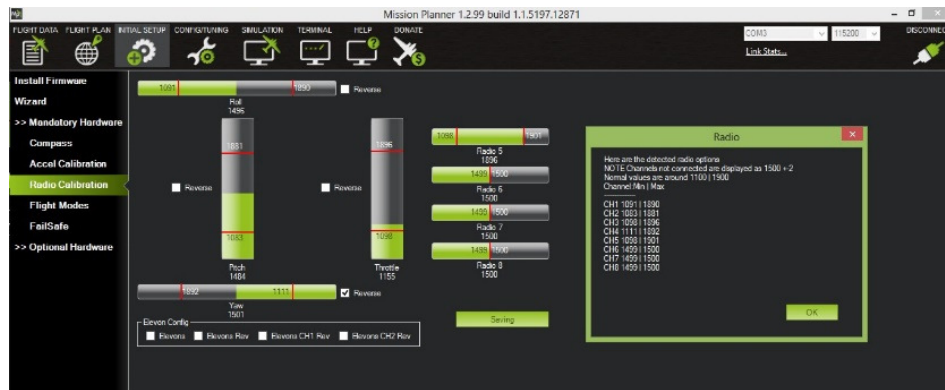 Mission Planner 1.2.99 build 1.1.5197.12871
FLIGHT DATA FLIGHT PLAN INITIAL SETUP CONFIG/TUNING SIMULATION TERMINAL HELP DONATE
COM3 115200 DISCONNEC
Link Stats...
Install Firmware
Wizard
>> Mandatory Hardware
Compass
Accel Calibration
Radio Calibration
Flight Modes
FailSafe
>> Optional Hardware
1091 1890 Reverse
Roll
1496
1881
Reverse
1083
Pitch
1484
1896
Reverse
1098
Throttle
1155
1892 1111 Reverse
Yaw
1501
1098 1901
Radio 5
1896
1499 1500
Radio 6
1500
1499 1500
Radio 7
1500
1499 1500
Radio 8
1500
Elevon Config
Elevons Elevons Rev Elevons CH1 Rev Elevons CH2 Rev
Saving
Radio
Here are the detected radio options
NOTE Channels not connected are displayed as 1500 +-2
Normal values are around 1100 | 1900
Channel:Min | Max
---------------
CH1 1091 | 1890
CH2 1083 | 1881
CH3 1098 | 1896
CH4 1111 | 1892
CH5 1098 | 1901
CH6 1499 | 1500
CH7 1499 | 1500
CH8 1499 | 1500
OK